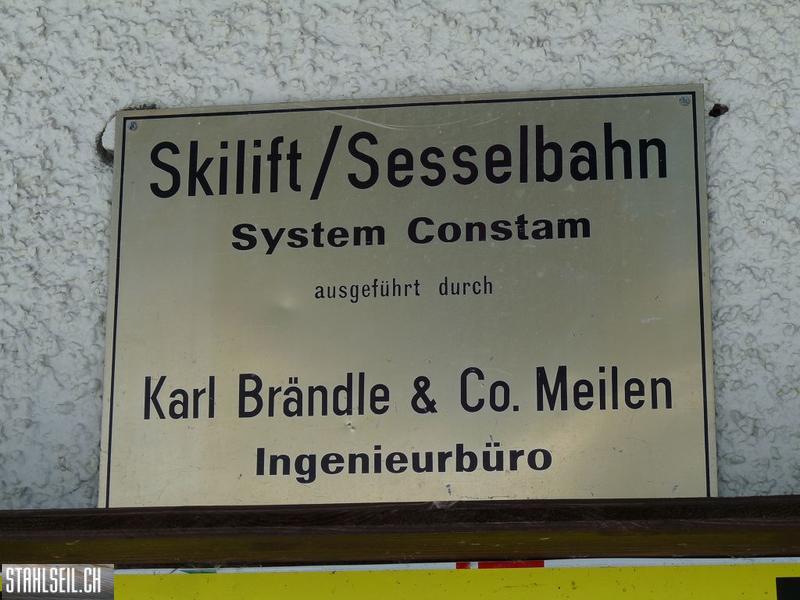 Skilift/Sesselbahn
System Constam
ausgeführt durch
Karl Brändle & Co. Meilen
Ingenieurbüro
STAHLSEIL.CH